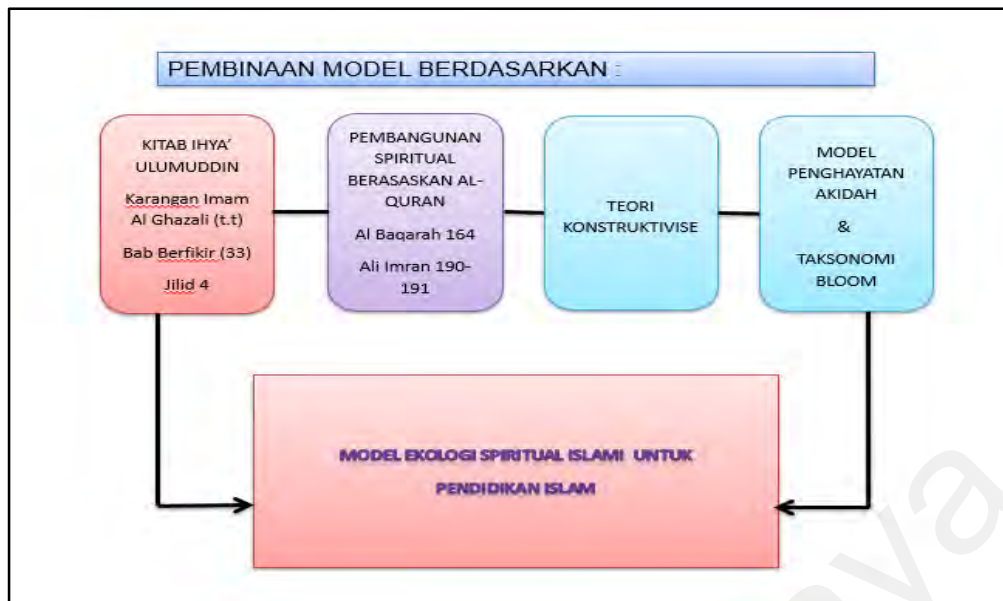 PEMBINAAN MODEL BERDASARKAN :
KITAB IHYA’
ULUMUDDIN
Karangan Imam
Al Ghazali (t.t)
Bab Berfikir (33)
Jilid 4
PEMBANGUNAN
SPIRITUAL
BERASASKAN AL-
QURAN
Al Baqarah 164
Ali Imran 190-
191
TEORI
KONSTRUKTIVISE
MODEL
PENGHAYATAN
AKIDAH
&
TAKSONOMI
BLOOM
MODEL EKOLOGI SPIRITUAL ISLAMI UNTUK
PENDIDIKAN ISLAM